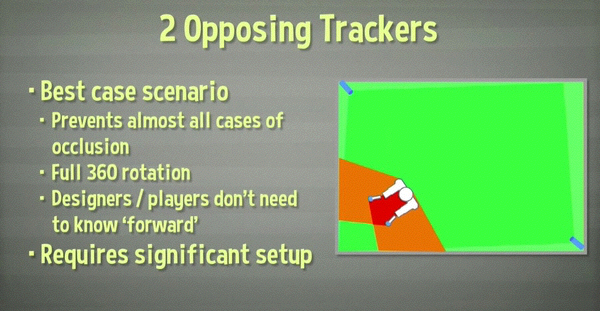 2 Opposing Trackers
· Best case scenario
· Prevents almost all cases of
occlusion
· Full 360 rotation
· Designers / players don't need
to know 'forward'
· Requires significant setup